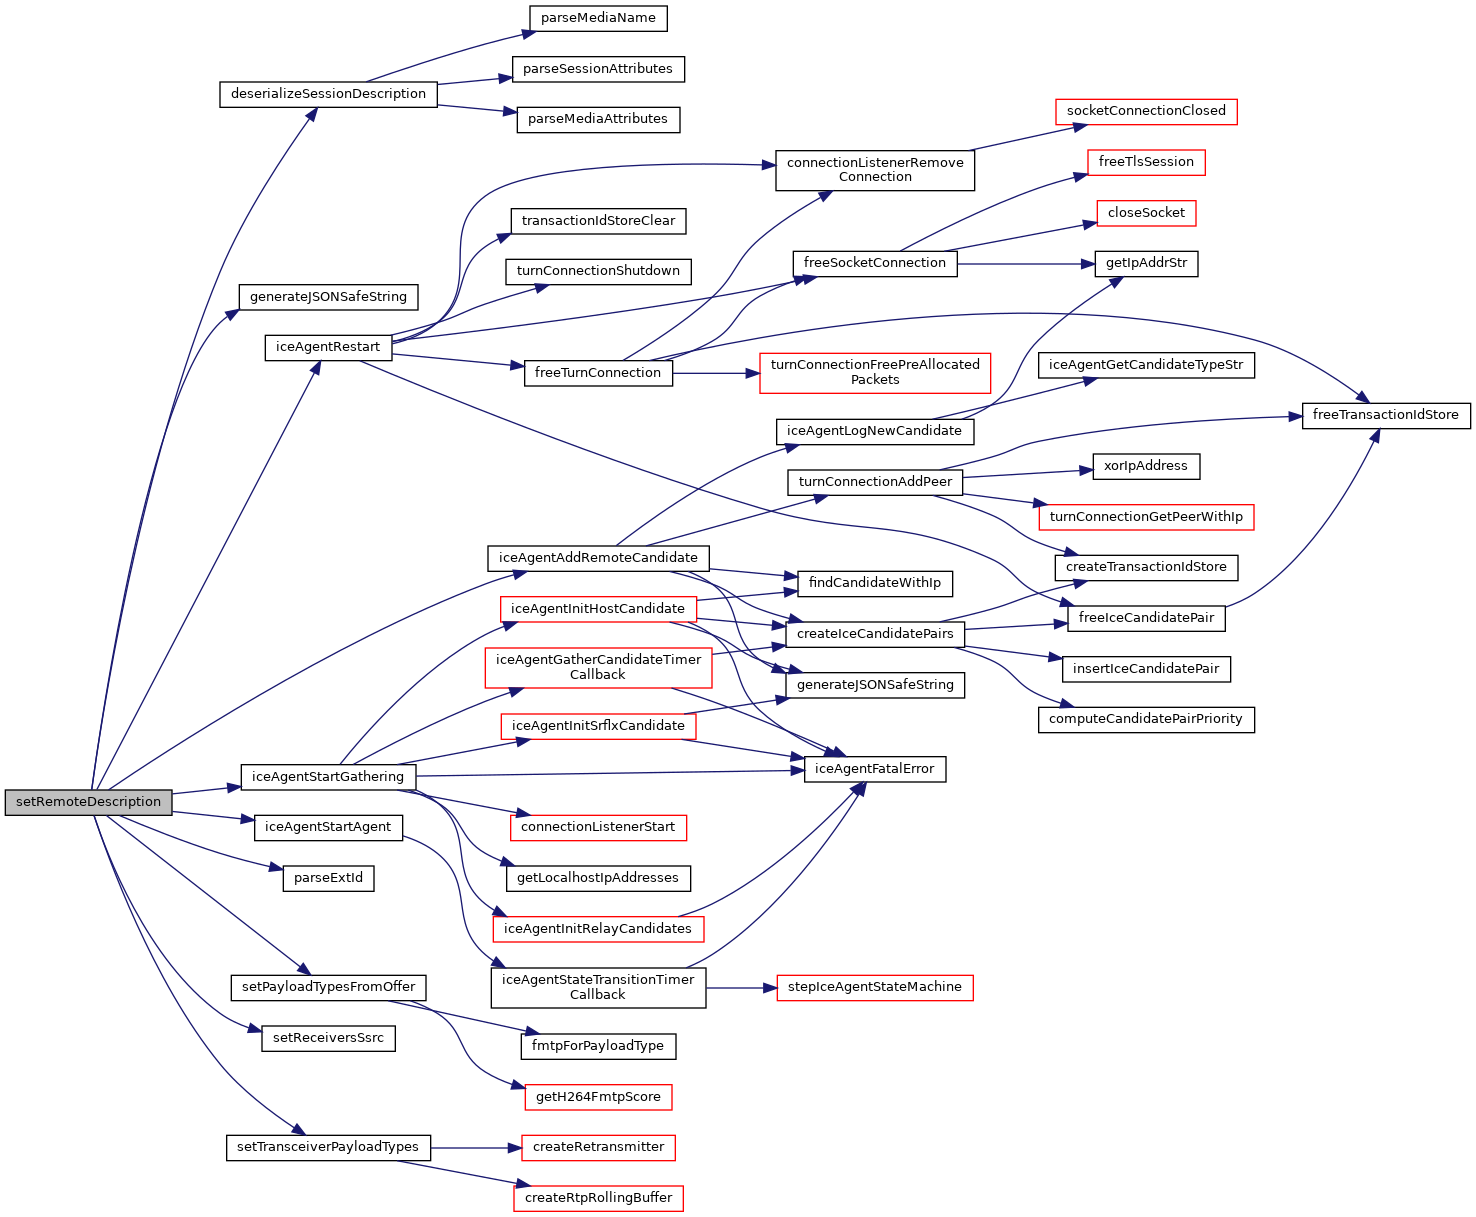 parseMediaName
parseSessionAttributes
deserializeSessionDescription
parseMediaAttributes
socketConnectionClosed
connectionListenerRemove
Connection
freeTlsSession
transactionIdStoreClear
closeSocket
turnConnectionShutdown
freeSocketConnection
getIpAddrStr
generateJSONSafeString
iceAgentRestart
freeTurnConnection
turnConnectionFreePreAllocated
Packets
iceAgentGetCandidateTypeStr
iceAgentLogNewCandidate
freeTransactionIdStore
xorIpAddress
turnConnectionAddPeer
turnConnectionGetPeerWithIp
iceAgentAddRemoteCandidate
createTransactionIdStore
findCandidateWithIp
iceAgentInitHostCandidate
freeIceCandidatePair
createIceCandidatePairs
iceAgentGatherCandidateTimer
Callback
insertIceCandidatePair
generateJSONSafeString
iceAgentInitSrflxCandidate
computeCandidatePairPriority
iceAgentStartGathering
iceAgentFatalError
setRemoteDescription
iceAgentStartAgent
connectionListenerStart
parseExtId
getLocalhostIpAddresses
iceAgentInitRelayCandidates
setPayloadTypesFromOffer
iceAgentStateTransitionTimer
Callback
stepIceAgentStateMachine
setReceiversSsrc
fmtpForPayloadType
getH264FmtpScore
setTransceiverPayloadTypes
createRetransmitter
createRtpRollingBuffer